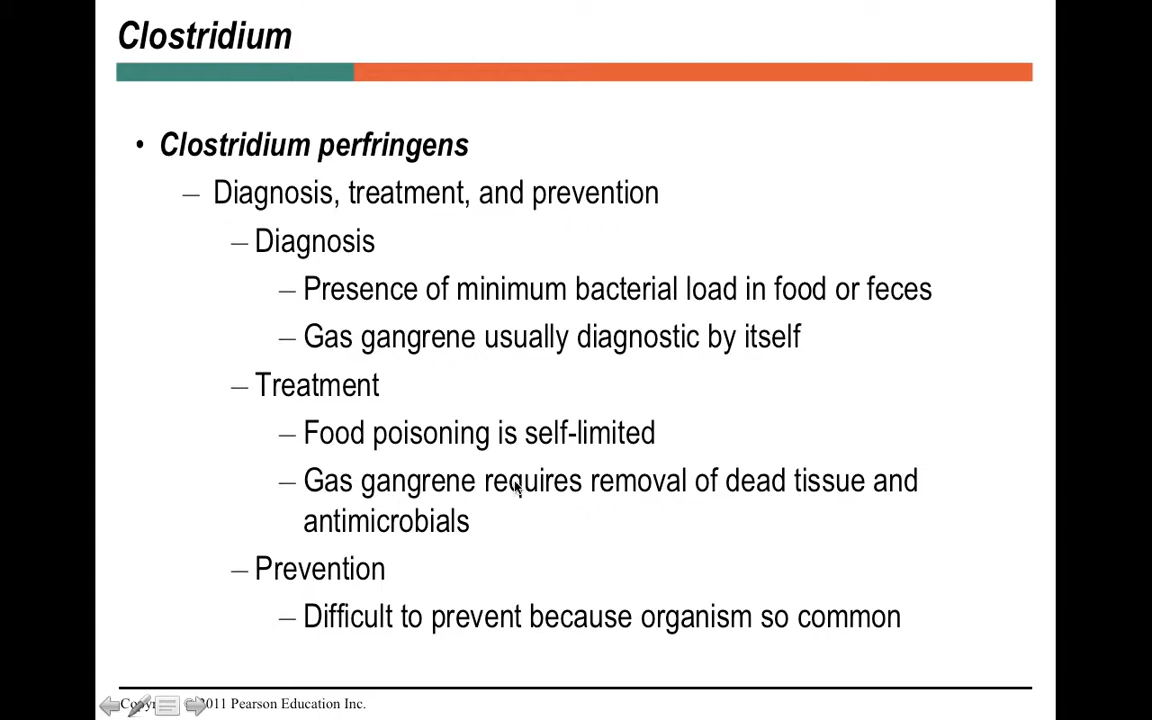 Clostridium
• Clostridium perfringens
– Diagnosis, treatment, and prevention
– Diagnosis
– Presence of minimum bacterial load in food or feces
– Gas gangrene usually diagnostic by itself
– Treatment
– Food poisoning is self-limited
– Gas gangrene requires removal of dead tissue and
antimicrobials
– Prevention
– Difficult to prevent because organism so common
2011 Pearson Education Inc.